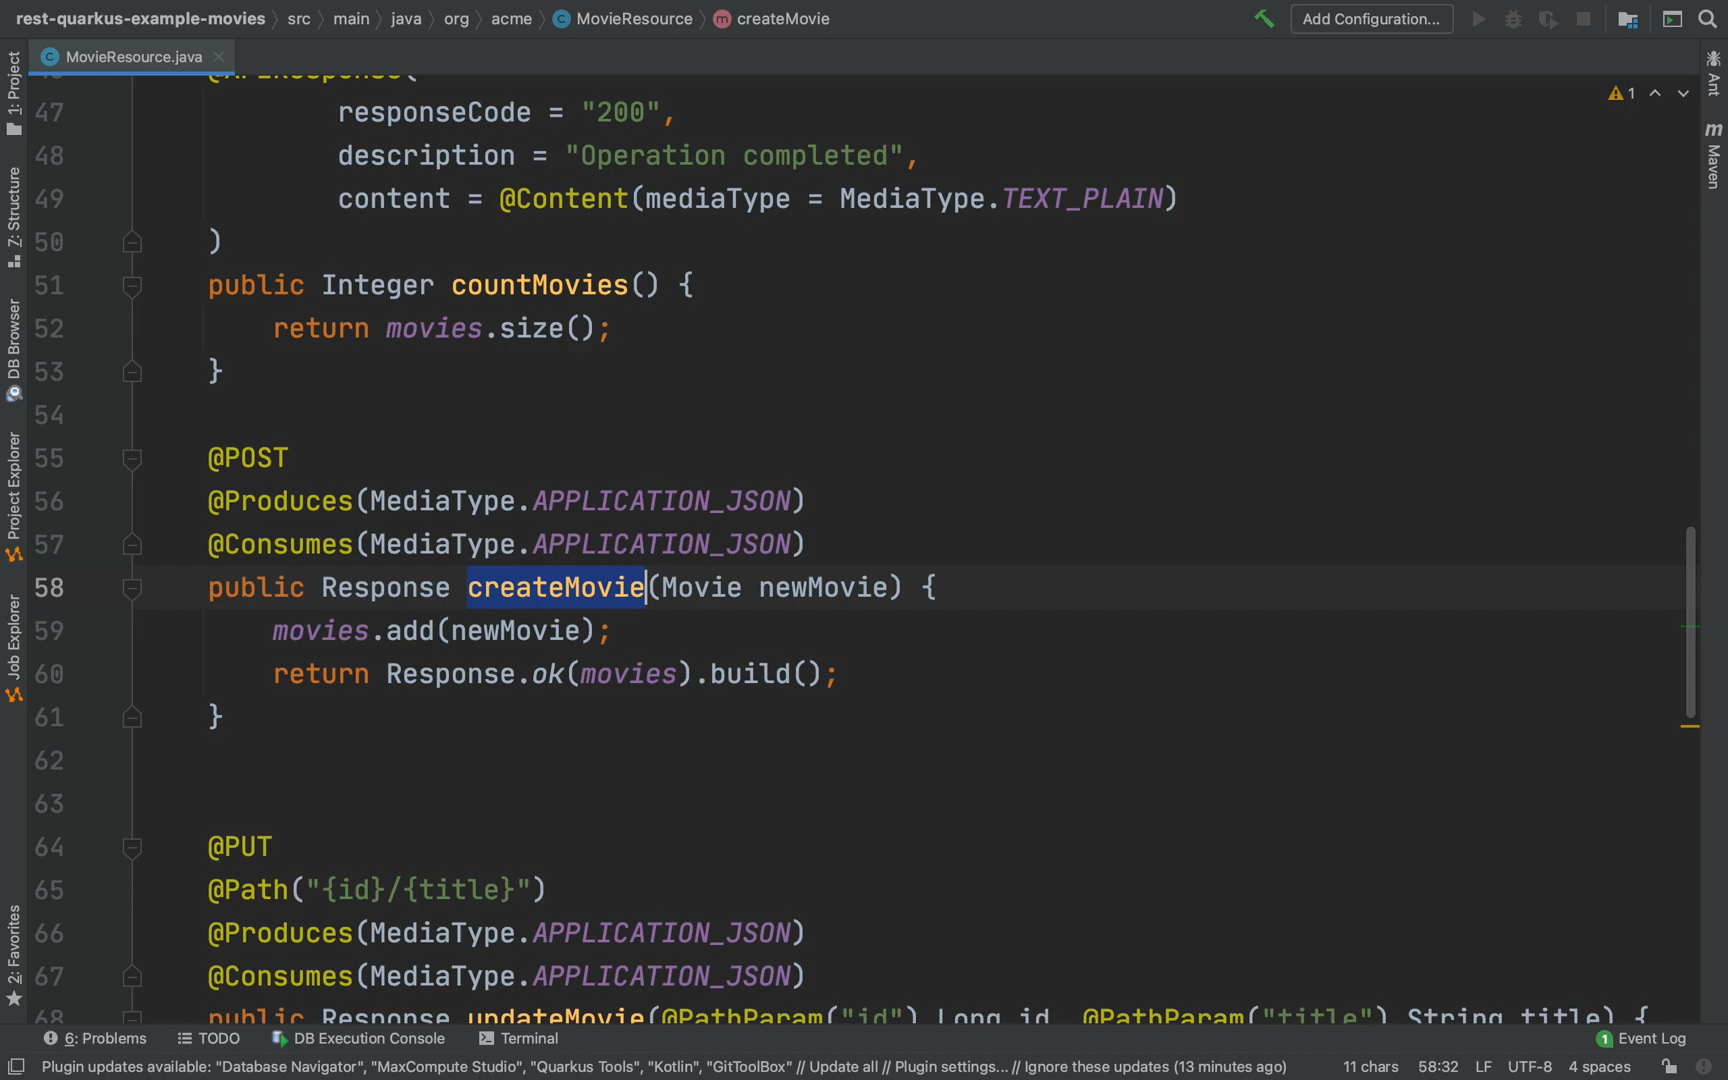 rest-quarkus-example-movies src main java org acme MovieResource createMovie
Add Configuration...
MovieResource.java
1: Project
7: Structure
DB Browser
Project Explorer
Job Explorer
2: Favorites
Ant
Maven
1
@APIResponse(
47 responseCode = "200",
48 description = "Operation completed",
49 content = @Content(mediaType = MediaType.TEXT_PLAIN)
50 )
51 public Integer countMovies() {
52 return movies.size();
53 }
54
55 @POST
56 @Produces(MediaType.APPLICATION_JSON)
57 @Consumes(MediaType.APPLICATION_JSON)
58 public Response createMovie(Movie newMovie) {
59 movies.add(newMovie);
60 return Response.ok(movies).build();
61 }
62
63
64 @PUT
65 @Path("{id}/{title}")
66 @Produces(MediaType.APPLICATION_JSON)
67 @Consumes(MediaType.APPLICATION_JSON)
68 public Response updateMovie(@PathParam("id") Long id, @PathParam("title") String title) {
6: Problems TODO DB Execution Console Terminal 1 Event Log
Plugin updates available: "Database Navigator", "MaxCompute Studio", "Quarkus Tools", "Kotlin", "GitToolBox" // Update all // Plugin settings... // Ignore these updates (13 minutes ago) 11 chars 58:32 LF UTF-8 4 spaces